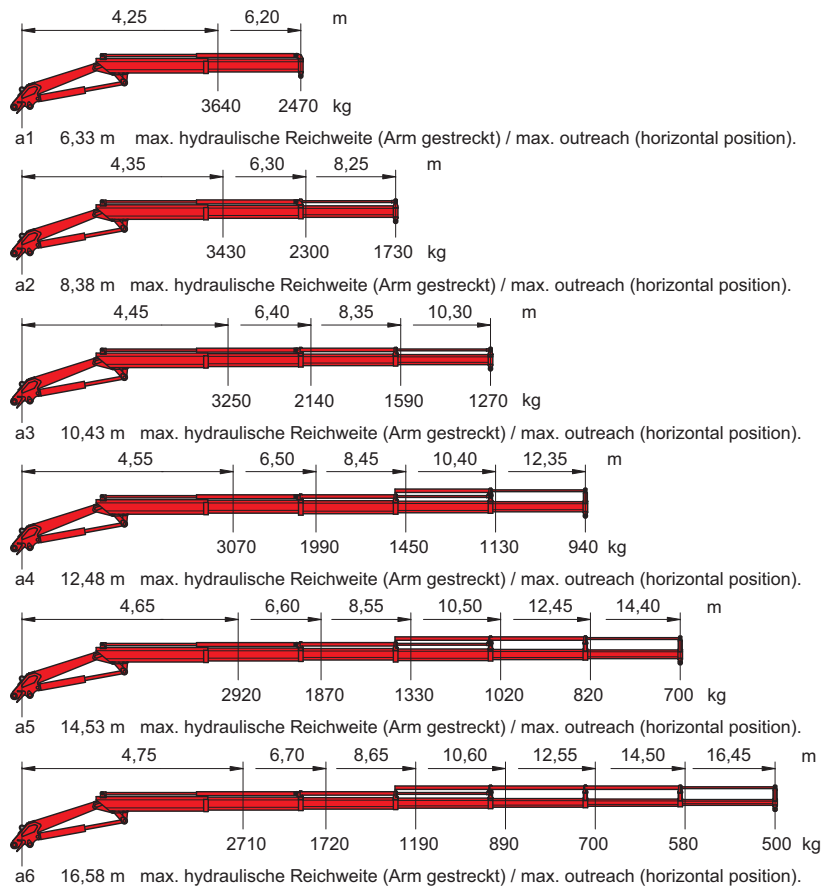 4,25 6,20 m
3640 2470 kg
a1 6,33 m max. hydraulische Reichweite (Arm gestreckt) / max. outreach (horizontal position).
4,35 6,30 8,25 m
3430 2300 1730 kg
a2 8,38 m max. hydraulische Reichweite (Arm gestreckt) / max. outreach (horizontal position).
4,45 6,40 8,35 10,30 m
3250 2140 1590 1270 kg
a3 10,43 m max. hydraulische Reichweite (Arm gestreckt) / max. outreach (horizontal position).
4,55 6,50 8,45 10,40 12,35 m
3070 1990 1450 1130 940 kg
a4 12,48 m max. hydraulische Reichweite (Arm gestreckt) / max. outreach (horizontal position).
4,65 6,60 8,55 10,50 12,45 14,40 m
2920 1870 1330 1020 820 700 kg
a5 14,53 m max. hydraulische Reichweite (Arm gestreckt) / max. outreach (horizontal position).
4,75 6,70 8,65 10,60 12,55 14,50 16,45 m
2710 1720 1190 890 700 580 500 kg
a6 16,58 m max. hydraulische Reichweite (Arm gestreckt) / max. outreach (horizontal position).